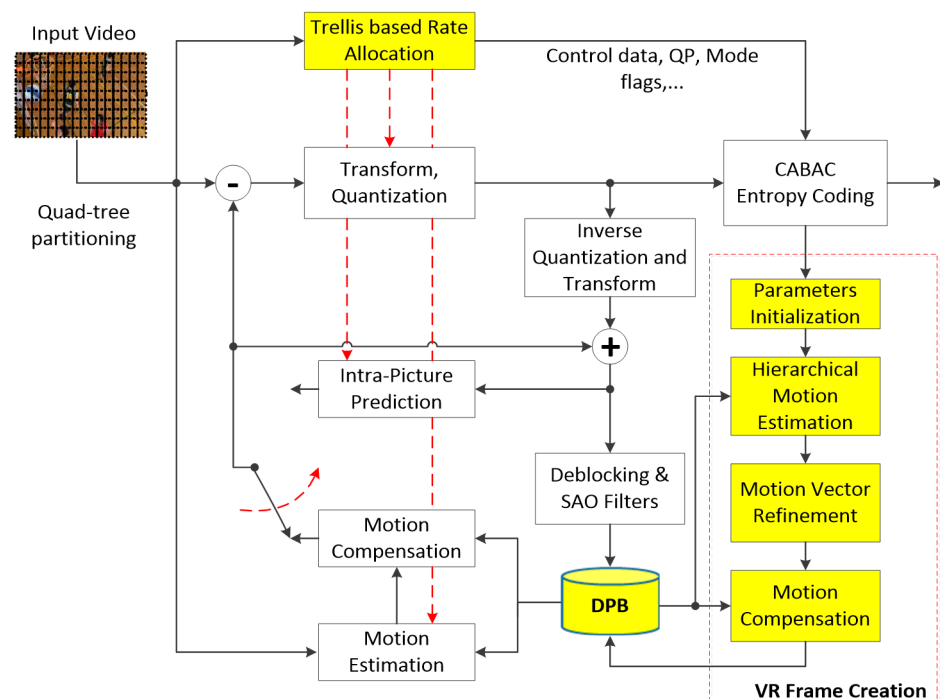 Input Video
Trellis based Rate
Allocation
Control data, QP, Mode
flags,...
-
Transform,
Quantization
CABAC
Entropy Coding
Quad-tree
partitioning
Inverse
Quantization and
Transform
Parameters
Initialization
+
Intra-Picture
Prediction
Hierarchical
Motion
Estimation
Deblocking &
SAO Filters
Motion Vector
Refinement
Motion
Compensation
DPB
Motion
Compensation
Motion
Estimation
VR Frame Creation